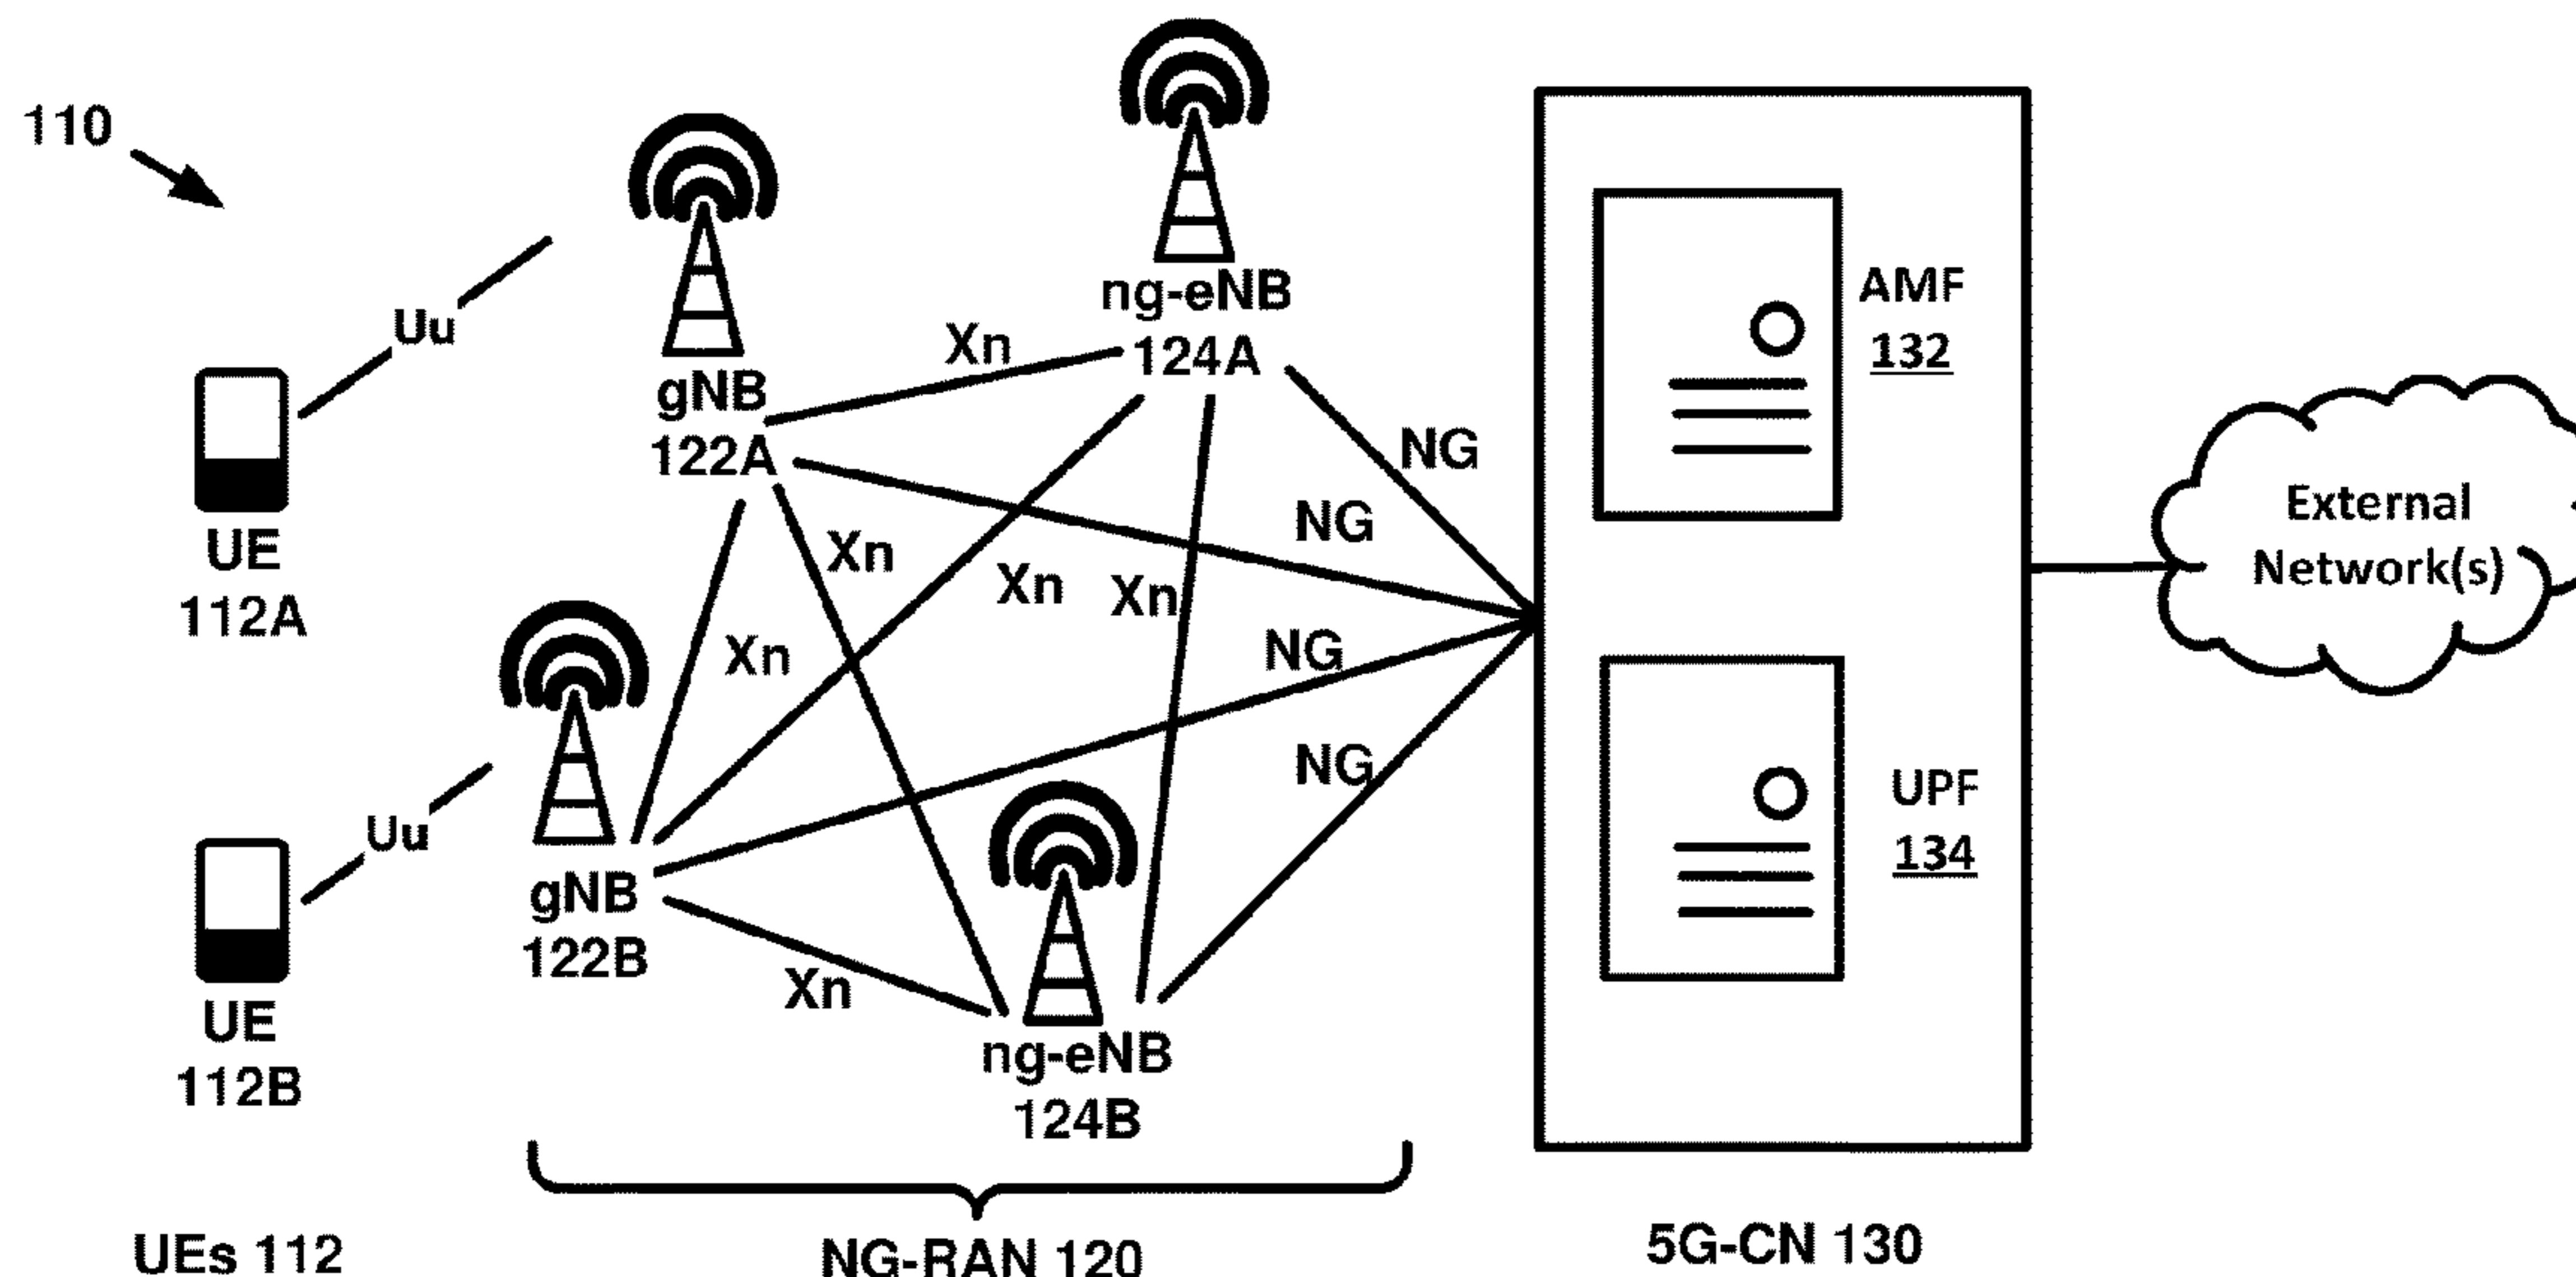 110
Uu
UE
112A
gNB
122A
ng-eNB
124A
Xn
Xn
Xn
Xn
Xn
Xn
NG
NG
NG
NG
AMF
132
External
Network(s)
Uu
UE
112B
gNB
122B
ng-eNB
124B
UPF
134
UEs 112
NG-RAN 120
5G-CN 130